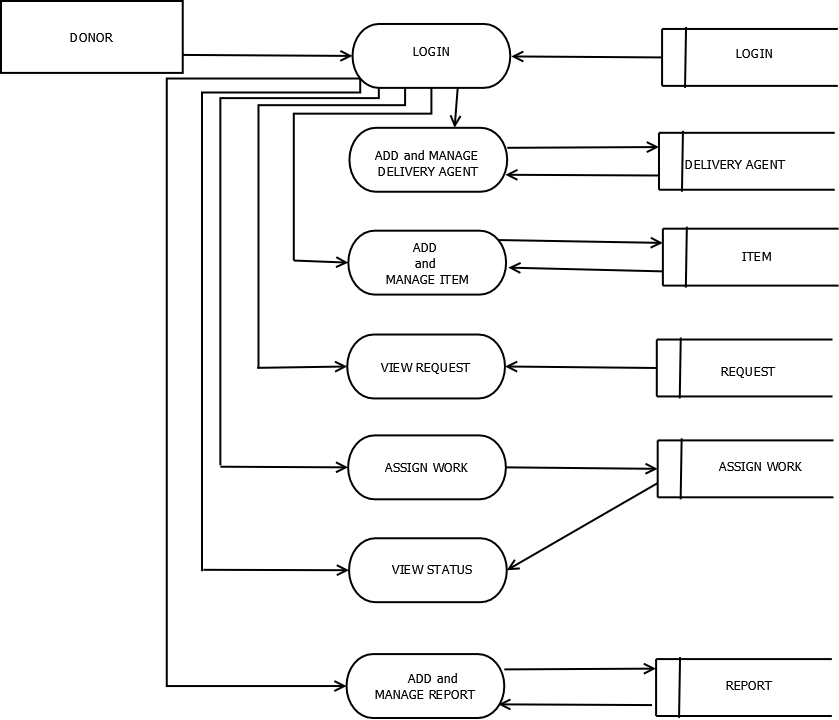 DONOR
LOGIN
LOGIN
ADD and MANAGE
DELIVERY AGENT
DELIVERY AGENT
ADD
and
MANAGE ITEM
ITEM
VIEW REQUEST
REQUEST
ASSIGN WORK
ASSIGN WORK
VIEW STATUS
ADD and
MANAGE REPORT
REPORT